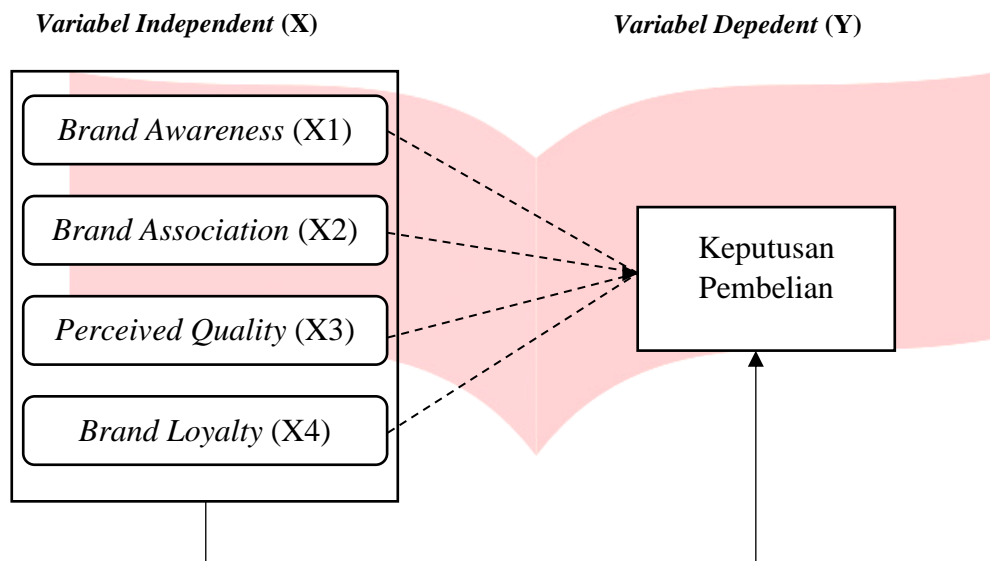 Variabel Independent (X)
Variabel Depedent (Y)
Brand Awareness (X1)
Brand Association (X2)
Perceived Quality (X3)
Brand Loyalty (X4)
Keputusan
Pembelian